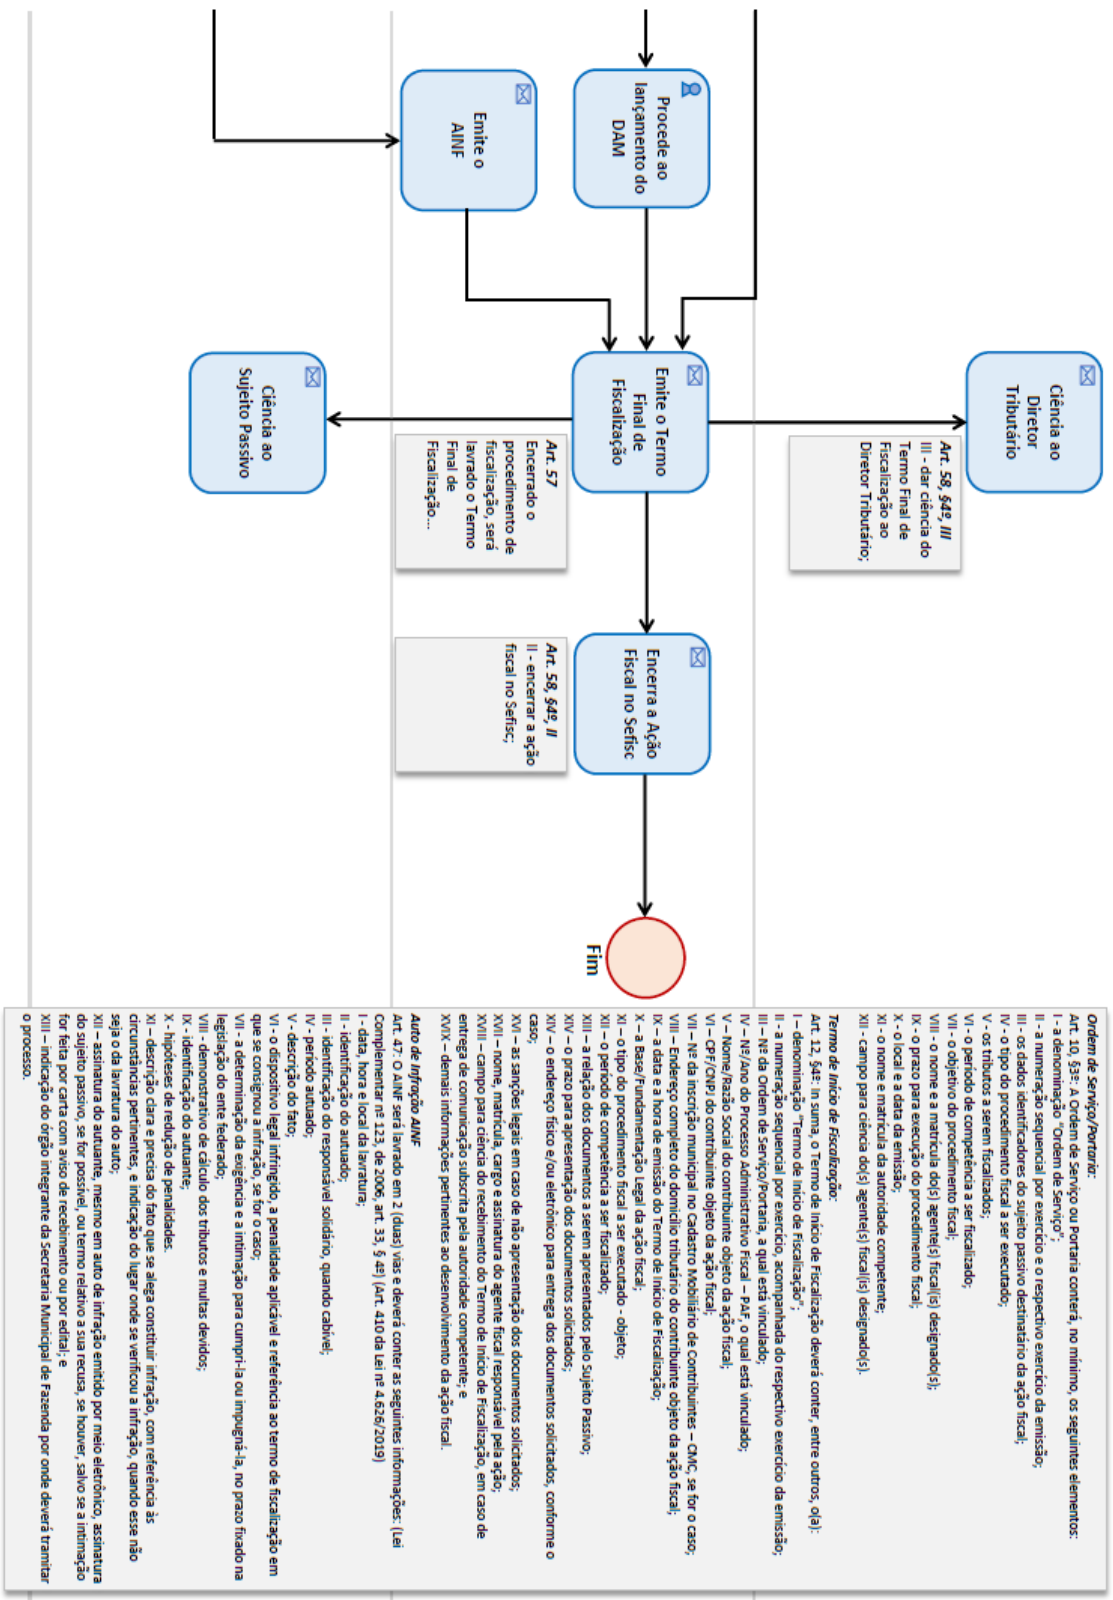 Ciência ao
Diretor
Tributário
Art. 58, §4º, III
III - dar ciência do
Termo Final de
Fiscalização ao
Diretor Tributário;
Procede ao
lançamento do
DAM
Emite o Termo
Final de
Fiscalização
Encerra a Ação
Fiscal no Sefisc
Fim
Emite o
AINF
Art. 57
Encerrado o
procedimento de
fiscalização, será
lavrado o Termo
Final de
Fiscalização...
Art. 58, §4º, II
II - encerrar a ação
fiscal no Sefisc;
Ciência ao
Sujeito Passivo
Ordem de Serviço/Portaria:
Art. 10, §3º: A Ordem de Serviço ou Portaria conterá, no mínimo, os seguintes elementos:
I - a denominação "Ordem de Serviço";
II – a numeração sequencial por exercício e o respectivo exercício da emissão;
III - os dados identificadores do sujeito passivo destinatário da ação fiscal;
IV - o tipo do procedimento fiscal a ser executado;
V - os tributos a serem fiscalizados;
VI - o período de competência a ser fiscalizado;
VII - o objetivo do procedimento fiscal;
VIII - o nome e a matrícula do(s) agente(s) fiscal(is) designado(s);
IX - o prazo para execução do procedimento fiscal;
X - o local e a data da emissão;
XI - o nome e matrícula da autoridade competente;
XII - campo para ciência do(s) agente(s) fiscal(is) designado(s).
Termo de Início de Fiscalização:
Art. 12, §4º: In suma, o Termo de Início de Fiscalização deverá conter, entre outros, o(a):
I – denominação "Termo de Início de Fiscalização";
II - a numeração sequencial por exercício, acompanhada do respectivo exercício da emissão;
III – Nº da Ordem de Serviço/Portaria, a qual está vinculado;
IV – Nº/Ano do Processo Administrativo Fiscal – PAF, o qual está vinculado;
V – Nome/Razão Social do contribuinte objeto da ação fiscal;
VI – CPF/CNPJ do contribuinte objeto da ação fiscal;
VII – Nº da inscrição municipal no Cadastro Mobiliário de Contribuintes – CMC, se for o caso;
VIII – Endereço completo do domicílio tributário do contribuinte objeto da ação fiscal;
IX – a data e a hora de emissão do Termo de Início de Fiscalização;
X – a Base/Fundamentação Legal da ação fiscal;
XI – o tipo do procedimento fiscal a ser executado - objeto;
XII – o período de competência a ser fiscalizado;
XIII – a relação dos documentos a serem apresentados pelo Sujeito Passivo;
XIV – o prazo para apresentação dos documentos solicitados;
XIV – o endereço físico e/ou eletrônico para entrega dos documentos solicitados, conforme o
caso;
XVI – as sanções legais em caso de não apresentação dos documentos solicitados;
XVII – nome, matrícula, cargo e assinatura do agente fiscal responsável pela ação;
XVIII – campo para ciência do recebimento do Termo de Início de Fiscalização, em caso de
entrega de comunicação subscrita pela autoridade competente; e
XVIX – demais informações pertinentes ao desenvolvimento da ação fiscal.
Auto de Infração AINF
Art. 47: O AINF será lavrado em 2 (duas) vias e deverá conter as seguintes informações: (Lei
Complementar nº 123, de 2006, art. 33, § 4º) (Art. 410 da Lei nº 4.626/2019)
I - data, hora e local da lavratura;
II - identificação do autuado;
III - identificação do responsável solidário, quando cabível;
IV - período autuado;
V - descrição do fato;
VI - o dispositivo legal infringido, a penalidade aplicável e referência ao termo de fiscalização em
que se consignou a infração, se for o caso;
VII - a determinação da exigência e a intimação para cumpri-la ou impugná-la, no prazo fixado na
legislação do ente federado;
VIII - demonstrativo de cálculo dos tributos e multas devidos;
IX - identificação do autuante;
X - hipóteses de redução de penalidades.
XI – descrição clara e precisa do fato que se alega constituir infração, com referência às
circunstâncias pertinentes, e indicação do lugar onde se verificou a infração, quando esse não
seja o da lavratura do auto;
XII – assinatura do autuante, mesmo em auto de infração emitido por meio eletrônico, assinatura
do sujeito passivo, se for possível, ou termo relativo a sua recusa, se houver, salvo se a intimação
for feita por carta com aviso de recebimento ou por edital; e
XIII – indicação do órgão integrante da Secretaria Municipal de Fazenda por onde deverá tramitar
o processo.